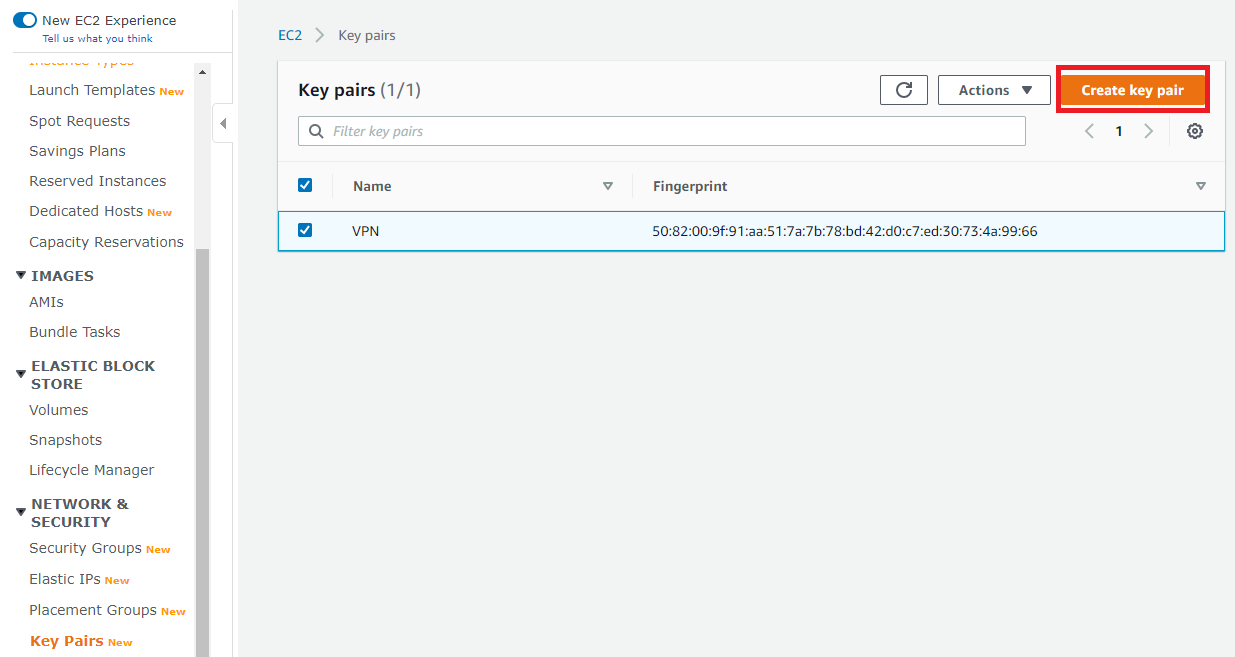 New EC2 Experience
Tell us what you think
Instance Types
Launch Templates New
Spot Requests
Savings Plans
Reserved Instances
Dedicated Hosts New
Capacity Reservations
IMAGES
AMIs
Bundle Tasks
ELASTIC BLOCK
STORE
Volumes
Snapshots
Lifecycle Manager
NETWORK &
SECURITY
Security Groups New
Elastic IPs New
Placement Groups New
Key Pairs New
EC2 > Key pairs
Key pairs (1/1)
Actions
Create key pair
Filter key pairs
1
Name Fingerprint
VPN 50:82:00:9f:91:aa:51:7a:7b:78:bd:42:d0:c7:ed:30:73:4a:99:66